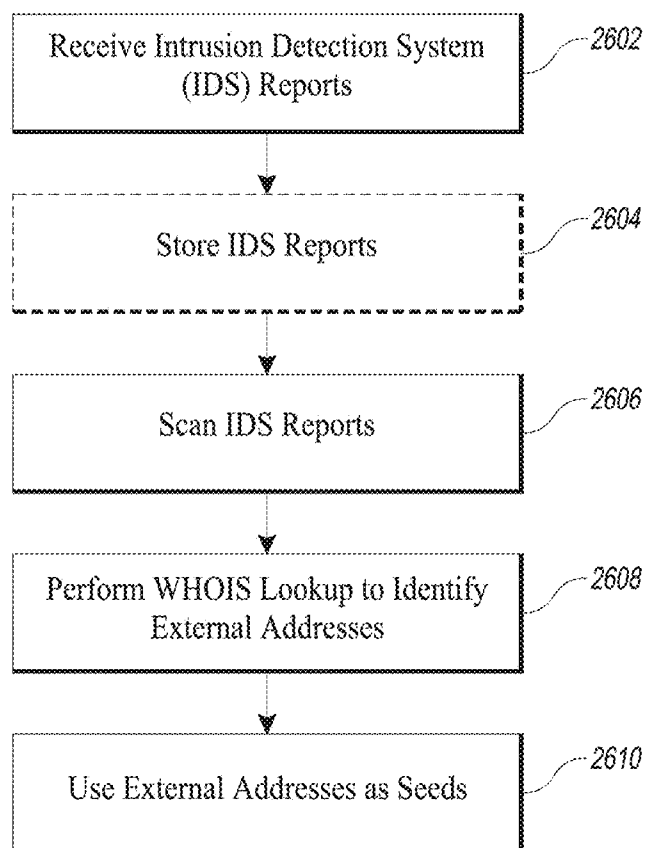 Receive Intrusion Detection System
(IDS) Reports
2602
Store IDS Reports
2604
Scan IDS Reports
2606
Perform WHOIS Lookup to Identify
External Addresses
2608
Use External Addresses as Seeds
2610